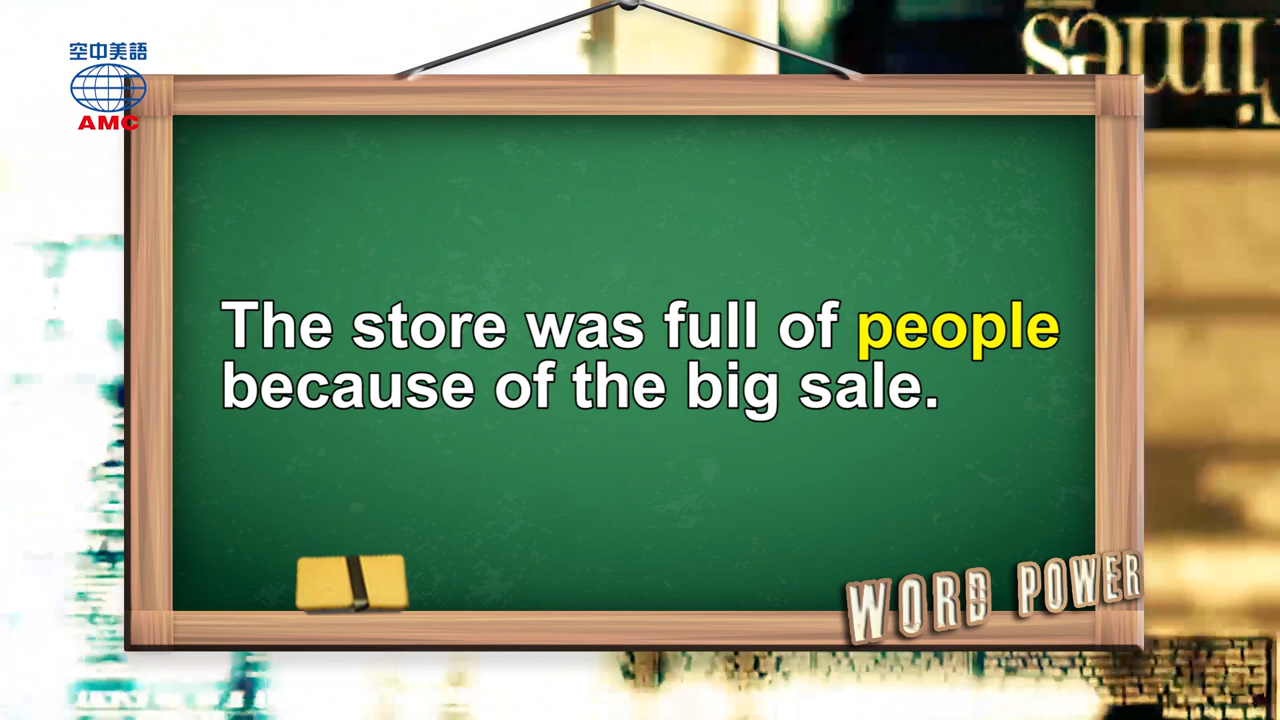 空中美語
AMC
The store was full of people
because of the big sale.
WORD POWER